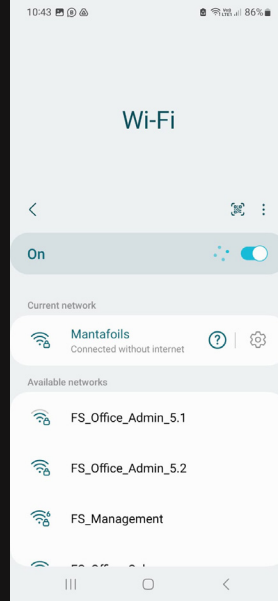 10:43
86%
Wi-Fi
On
Current network
Mantafoils
Connected without internet
Available networks
FS_Office_Admin_5.1
FS_Office_Admin_5.2
FS_Management